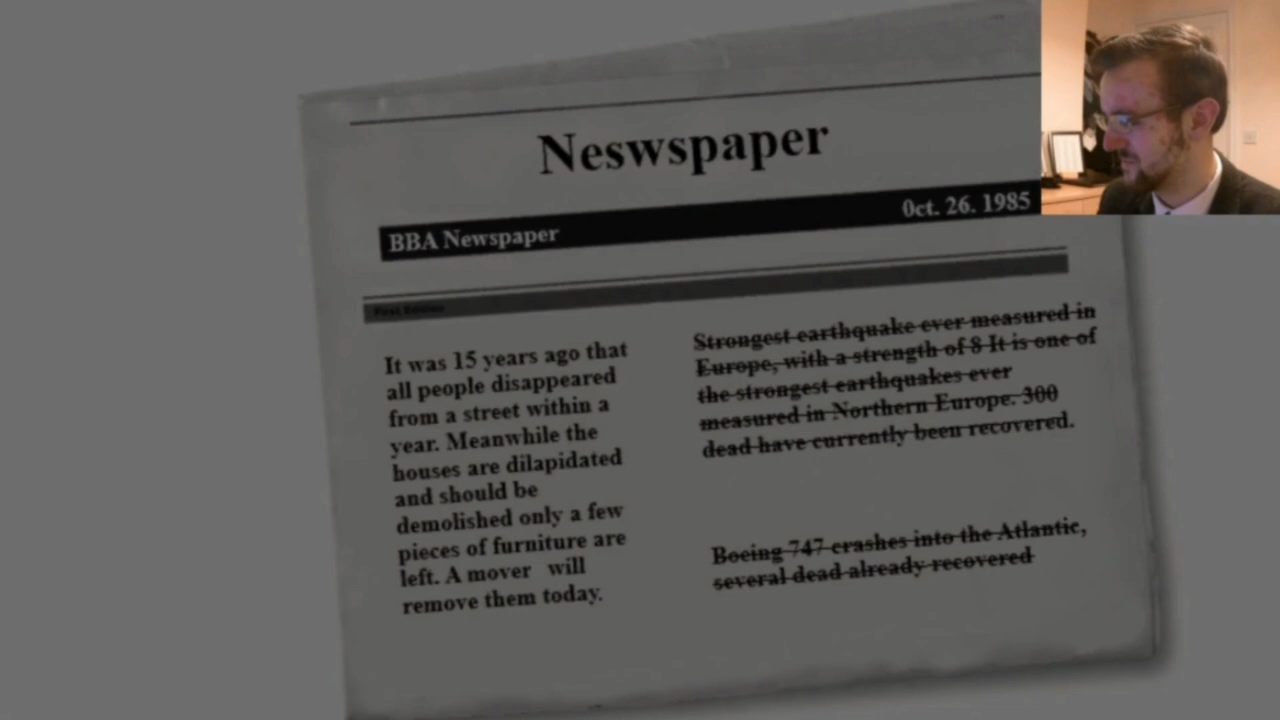 Neswspaper
BBA Newspaper
0ct. 26. 1985
First Edition
It was 15 years ago that
all people disappeared
from a street within a
year. Meanwhile the
houses are dilapidated
and should be
demolished only a few
pieces of furniture are
left. A mover will
remove them today.
Strongest earthquake ever measured in
Europe, with a strength of 8 It is one of
the strongest earthquakes ever
measured in Northern Europe. 300
dead have currently been recovered.
Boeing 747 crashes into the Atlantic,
several dead already recovered